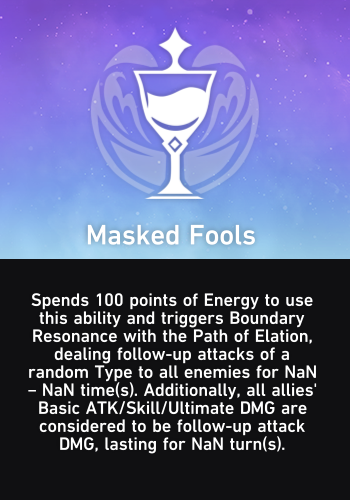 Masked Fools
Spends 100 points of Energy to use
this ability and triggers Boundary
Resonance with the Path of Elation,
dealing follow-up attacks of a
random Type to all enemies for NaN
– NaN time(s). Additionally, all allies'
Basic ATK/Skill/Ultimate DMG are
considered to be follow-up attack
DMG, lasting for NaN turn(s).